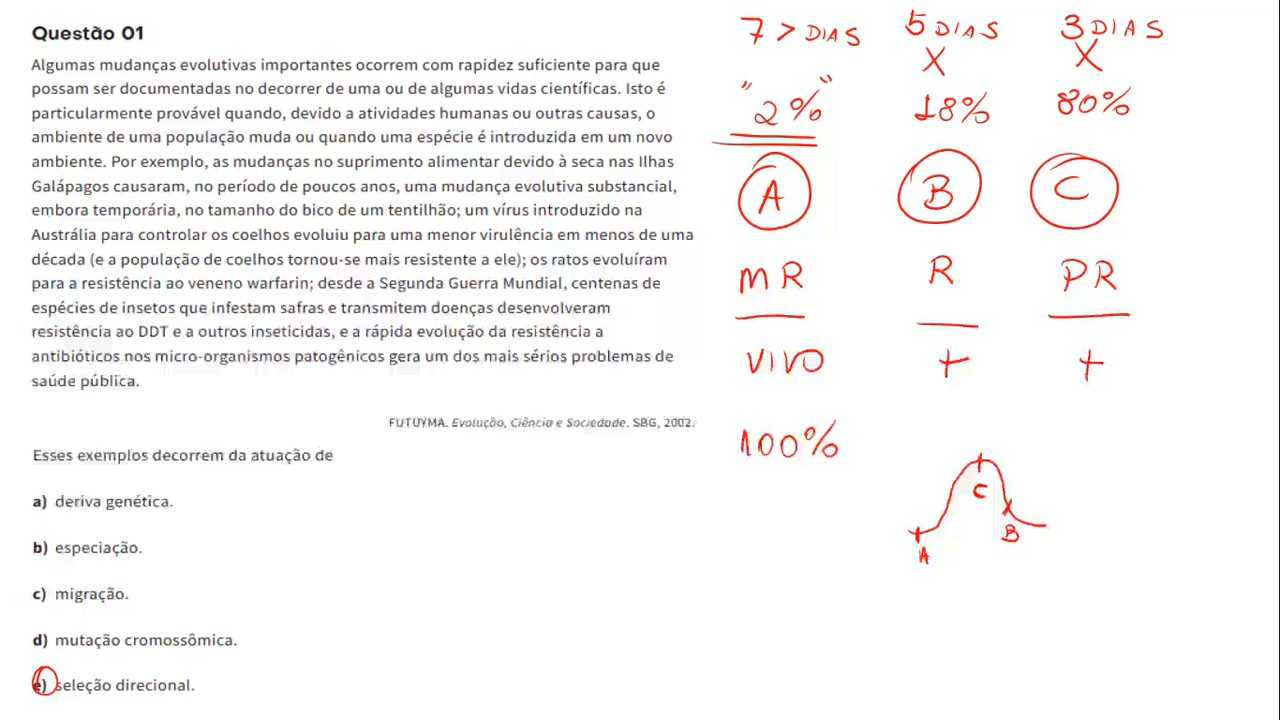 Questão 01
Algumas mudanças evolutivas importantes ocorrem com rapidez suficiente para que
possam ser documentadas no decorrer de uma ou de algumas vidas científicas. Isto é
particularmente provável quando, devido a atividades humanas ou outras causas, o
ambiente de uma população muda ou quando uma espécie é introduzida em um novo
ambiente. Por exemplo, as mudanças no suprimento alimentar devido à seca nas Ilhas
Galápagos causaram, no período de poucos anos, uma mudança evolutiva substancial,
embora temporária, no tamanho do bico de um tentilhão; um vírus introduzido na
Austrália para controlar os coelhos evoluiu para uma menor virulência em menos de uma
década (e a população de coelhos tornou-se mais resistente a ele); os ratos evoluíram
para a resistência ao veneno warfarin; desde a Segunda Guerra Mundial, centenas de
espécies de insetos que infestam safras e transmitem doenças desenvolveram
resistência ao DDT e a outros inseticidas, e a rápida evolução da resistência a
antibióticos nos micro-organismos patogênicos gera um dos mais sérios problemas de
saúde pública.
FUTUYMA. Evolução, Ciência e Sociedade. SBG, 2002.
Esses exemplos decorrem da atuação de
a) deriva genética.
b) especiação.
c) migração.
d) mutação cromossômica.
e) seleção direcional.
7 > DIAS 5 DIAS 3 DIAS
X X
"2%" 18% 80%
A B C
MR R PR
VIVO + +
100%
C
B
A